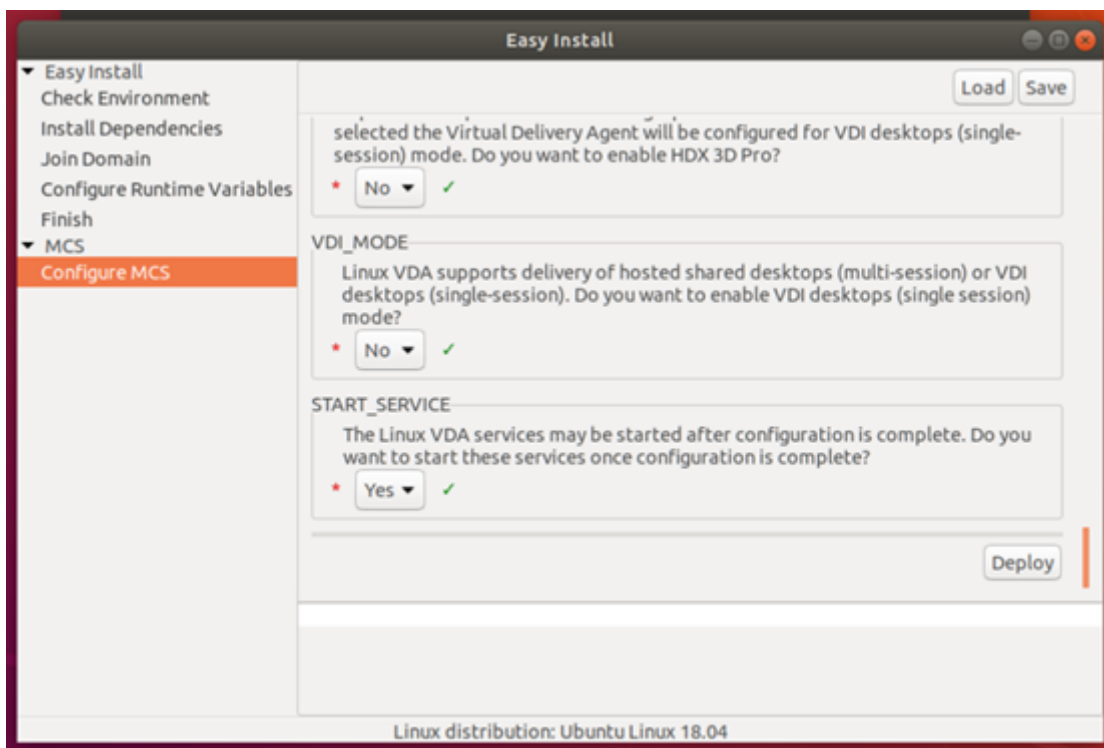 Easy Install
Easy Install
Check Environment
Install Dependencies
Join Domain
Configure Runtime Variables
Finish
MCS
Configure MCS
Load Save
selected the Virtual Delivery Agent will be configured for VDI desktops (single-
session) mode. Do you want to enable HDX 3D Pro?
* No ✓
VDI_MODE
Linux VDA supports delivery of hosted shared desktops (multi-session) or VDI
desktops (single-session). Do you want to enable VDI desktops (single session)
mode?
* No ✓
START_SERVICE
The Linux VDA services may be started after configuration is complete. Do you
want to start these services once configuration is complete?
* Yes ✓
Deploy
Linux distribution: Ubuntu Linux 18.04